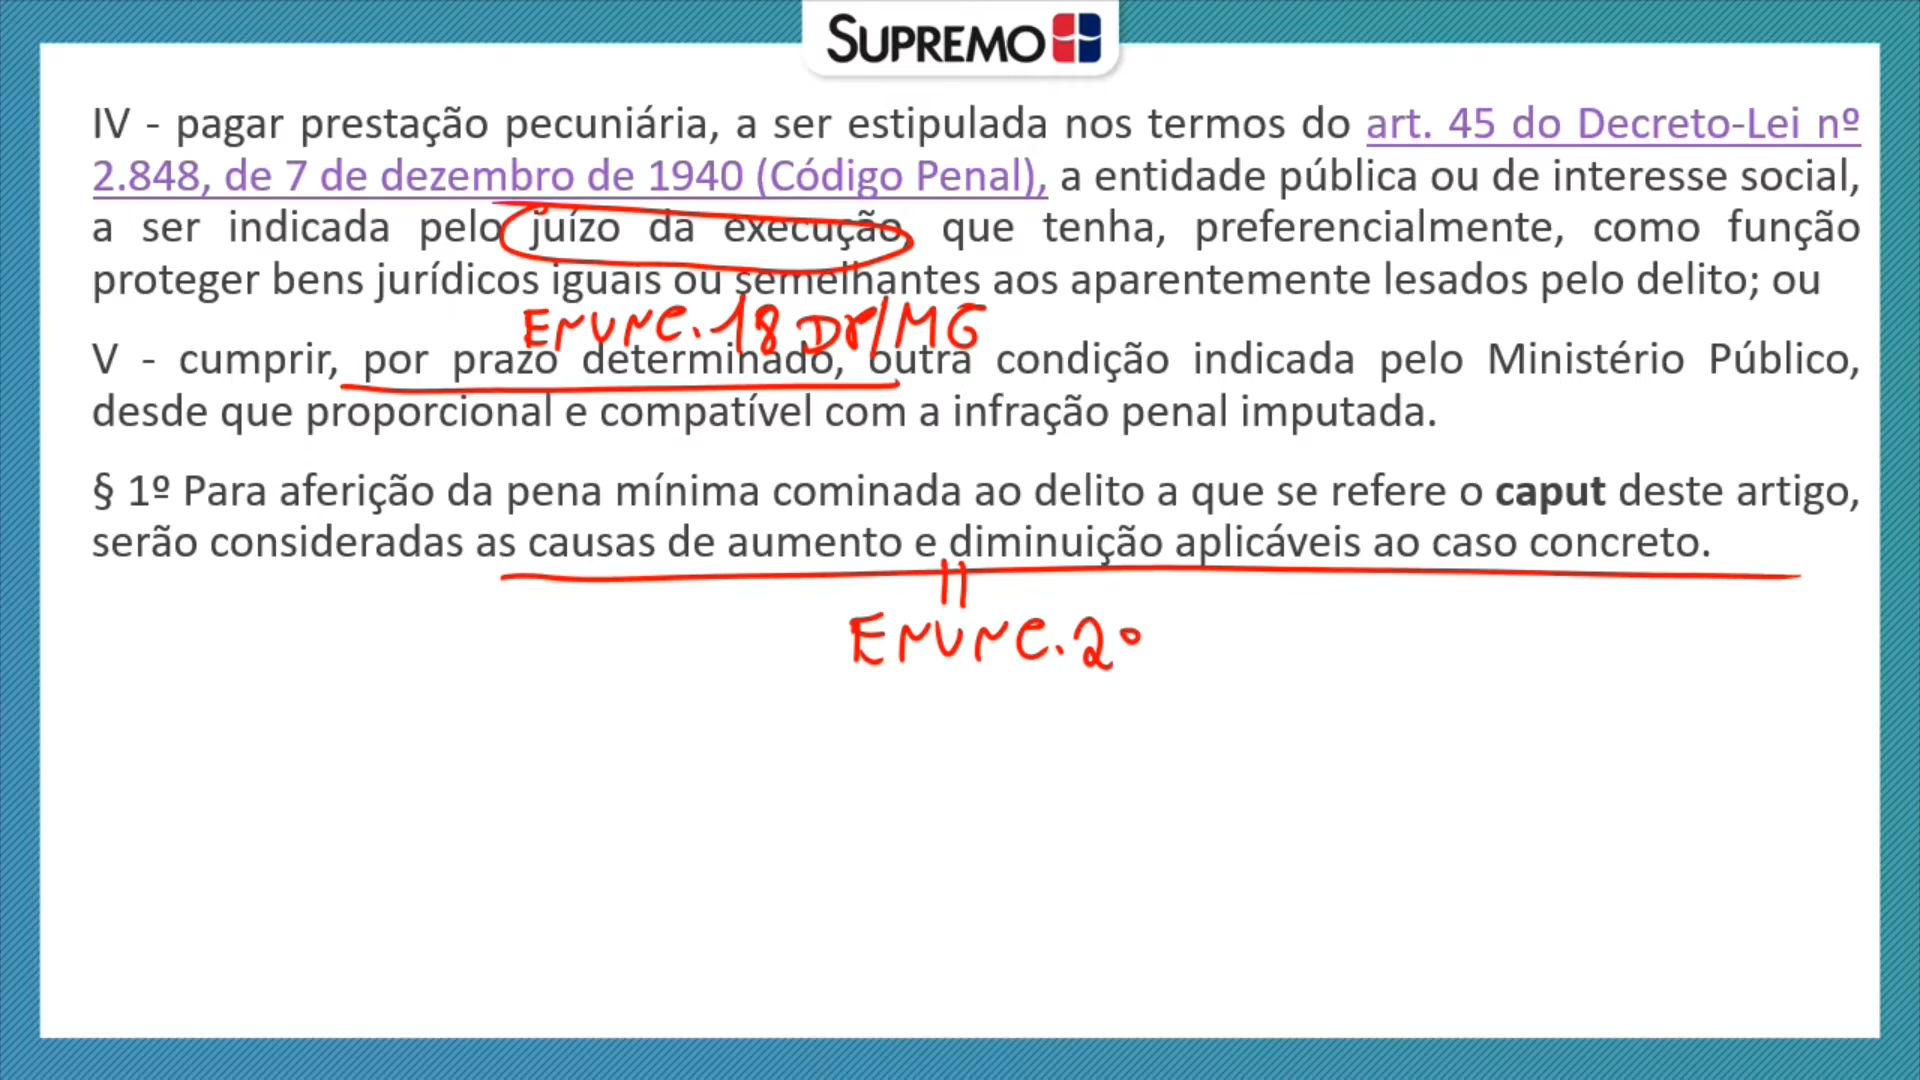 SUPREMO
IV - pagar prestação pecuniária, a ser estipulada nos termos do art. 45 do Decreto-Lei nº
2.848, de 7 de dezembro de 1940 (Código Penal), a entidade pública ou de interesse social,
a ser indicada pelo juízo da execução, que tenha, preferencialmente, como função
proteger bens jurídicos iguais ou semelhantes aos aparentemente lesados pelo delito; ou
ENUNC. 18 DP/MG
V - cumprir, por prazo determinado, outra condição indicada pelo Ministério Público,
desde que proporcional e compatível com a infração penal imputada.
§ 1º Para aferição da pena mínima cominada ao delito a que se refere o caput deste artigo,
serão consideradas as causas de aumento e diminuição aplicáveis ao caso concreto.
ENUNC. 2º